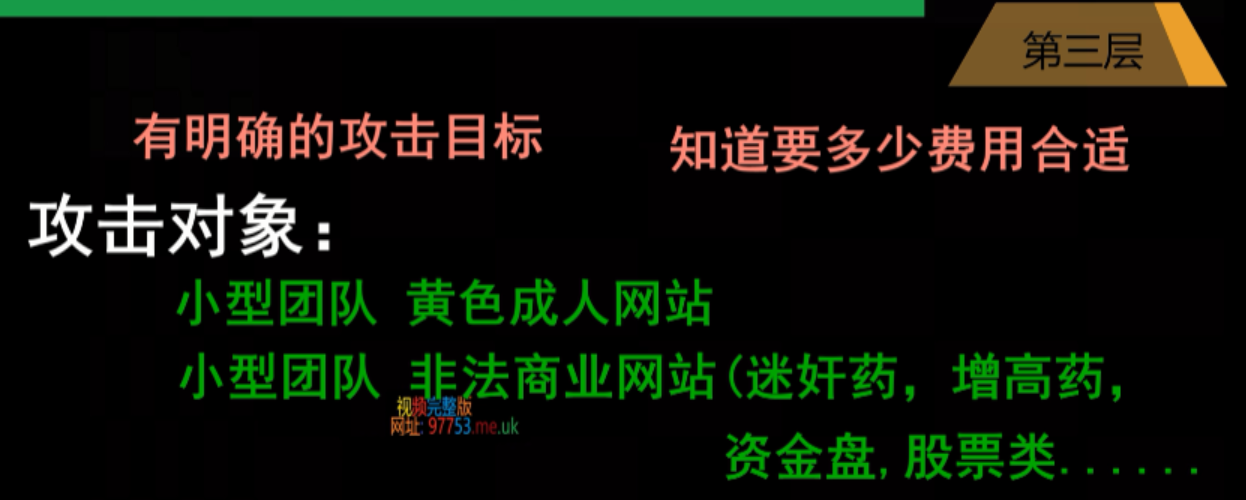 第三层
有明确的攻击目标
知道要多少费用合适
攻击对象：
小型团队 黄色成人网站
小型团队 非法商业网站(迷奸药，增高药，
视频完整版
网址: 97753.me.uk
资金盘,股票类......